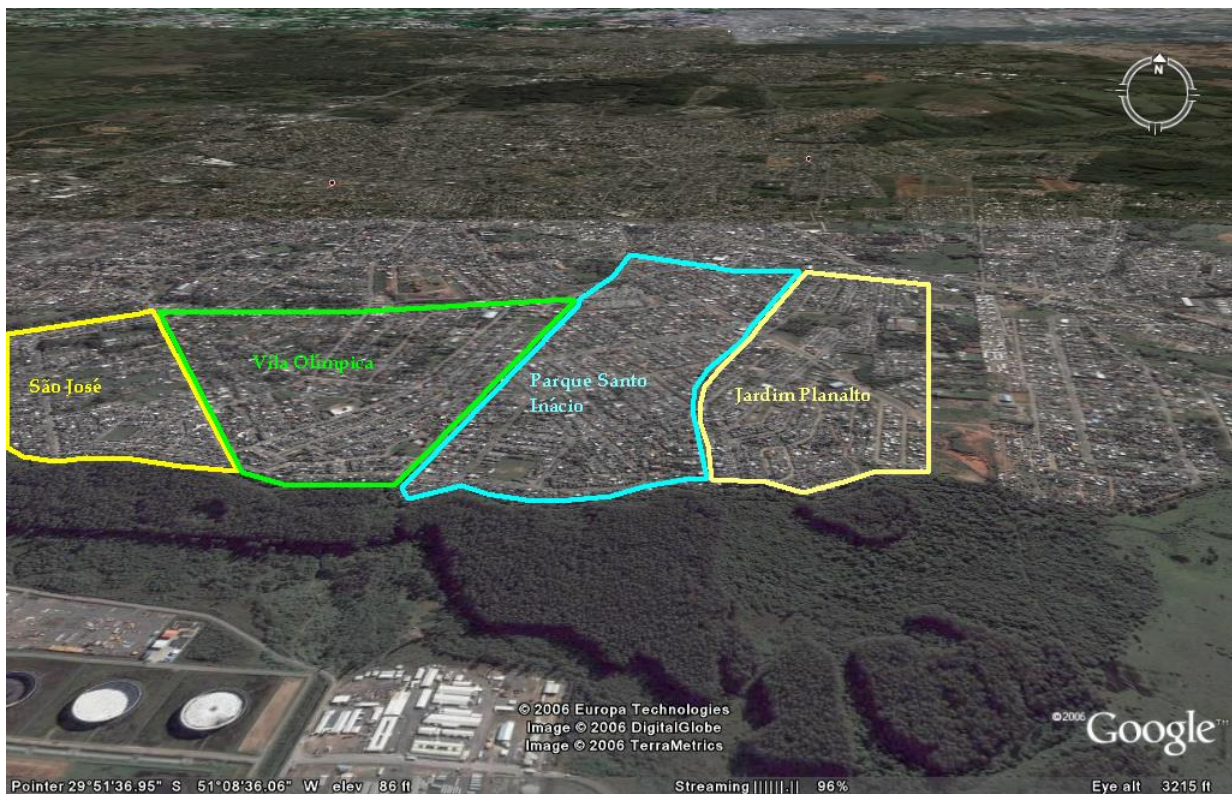 N
Vila Olímpica
São José
Parque Santo
Inácio
Jardim Planalto
© 2006 Europa Technologies
Image © 2006 DigitalGlobe
Image © 2006 TerraMetrics
©2006 Google™
Pointer 29°51'36.95" S 51°08'36.06" W elev 86 ft Streaming ||||||.|| 96% Eye alt 3215 ft